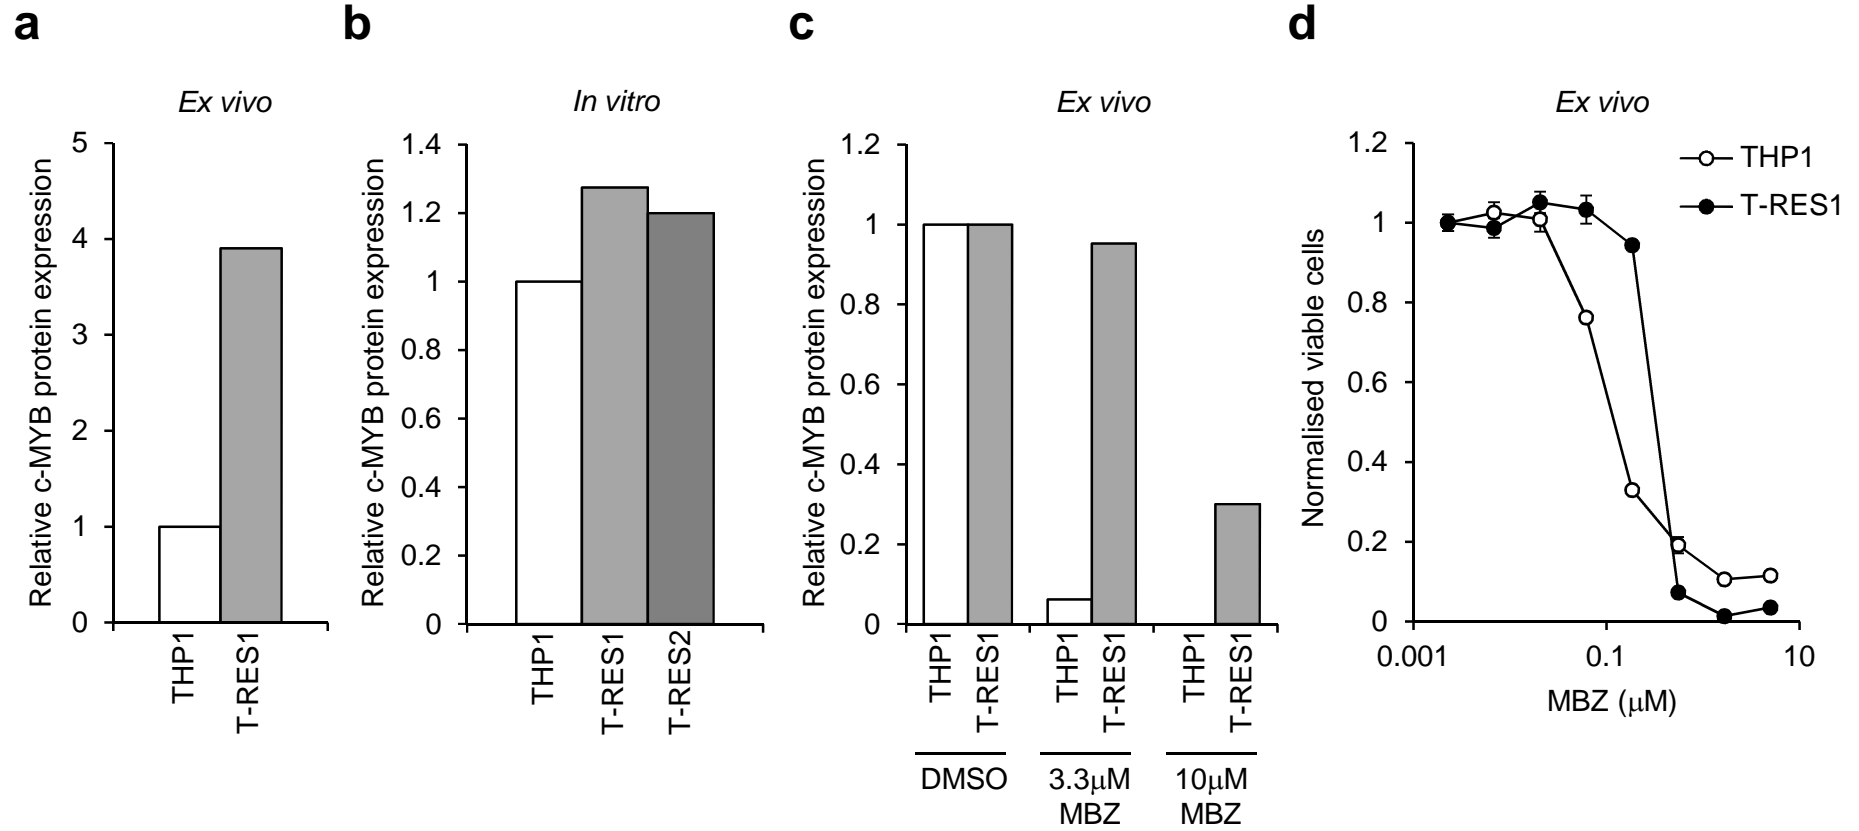 a
Ex vivo
Relative c-MYB protein expression
5
4
3
2
1
0
THP1
T-RES1
b
In vitro
Relative c-MYB protein expression
1.4
1.2
1
0.8
0.6
0.4
0.2
0
THP1
T-RES1
T-RES2
c
Ex vivo
Relative c-MYB protein expression
1.2
1
0.8
0.6
0.4
0.2
0
THP1
T-RES1
THP1
T-RES1
THP1
T-RES1
DMSO
3.3μM
MBZ
10μM
MBZ
d
Ex vivo
Normalised viable cells
1.2
1
0.8
0.6
0.4
0.2
0
0.001
0.1
10
MBZ (μM)
THP1
T-RES1